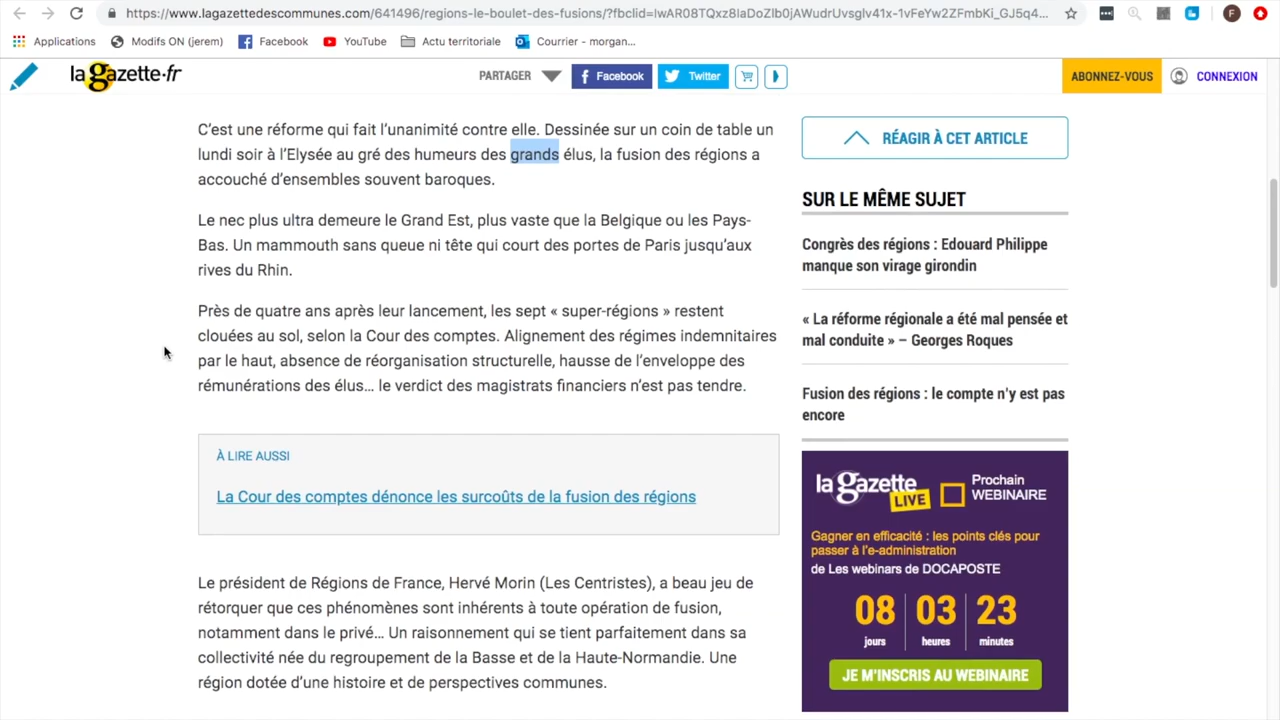 https://www.lagazettedescommunes.com/641496/regions-le-boulet-des-fusions/?fbclid=IwAR08TQxz8IaDoZIb0jAWudrUvsglv41x-1vFeYw2ZFmbKi_GJ5q4...
F
Applications
Modifs ON (jerem)
Facebook
YouTube
Actu territoriale
Courrier - morgan...
la gazette.fr
PARTAGER
Facebook
Twitter
ABONNEZ-VOUS
CONNEXION
C'est une réforme qui fait l'unanimité contre elle. Dessinée sur un coin de table un
lundi soir à l'Elysée au gré des humeurs des grands élus, la fusion des régions a
accouché d'ensembles souvent baroques.
Le nec plus ultra demeure le Grand Est, plus vaste que la Belgique ou les Pays-
Bas. Un mammouth sans queue ni tête qui court des portes de Paris jusqu'aux
rives du Rhin.
Près de quatre ans après leur lancement, les sept « super-régions » restent
clouées au sol, selon la Cour des comptes. Alignement des régimes indemnitaires
par le haut, absence de réorganisation structurelle, hausse de l'enveloppe des
rémunérations des élus… le verdict des magistrats financiers n'est pas tendre.
À LIRE AUSSI
La Cour des comptes dénonce les surcoûts de la fusion des régions
Le président de Régions de France, Hervé Morin (Les Centristes), a beau jeu de
rétorquer que ces phénomènes sont inhérents à toute opération de fusion,
notamment dans le privé… Un raisonnement qui se tient parfaitement dans sa
collectivité née du regroupement de la Basse et de la Haute-Normandie. Une
région dotée d'une histoire et de perspectives communes.
RÉAGIR À CET ARTICLE
SUR LE MÊME SUJET
Congrès des régions : Edouard Philippe
manque son virage girondin
« La réforme régionale a été mal pensée et
mal conduite » – Georges Roques
Fusion des régions : le compte n'y est pas
encore
la gazette LIVE
Prochain
WEBINAIRE
Gagner en efficacité : les points clés pour
passer à l'e-administration
de Les webinars de DOCAPOSTE
08 03 23
jours heures minutes
JE M'INSCRIS AU WEBINAIRE